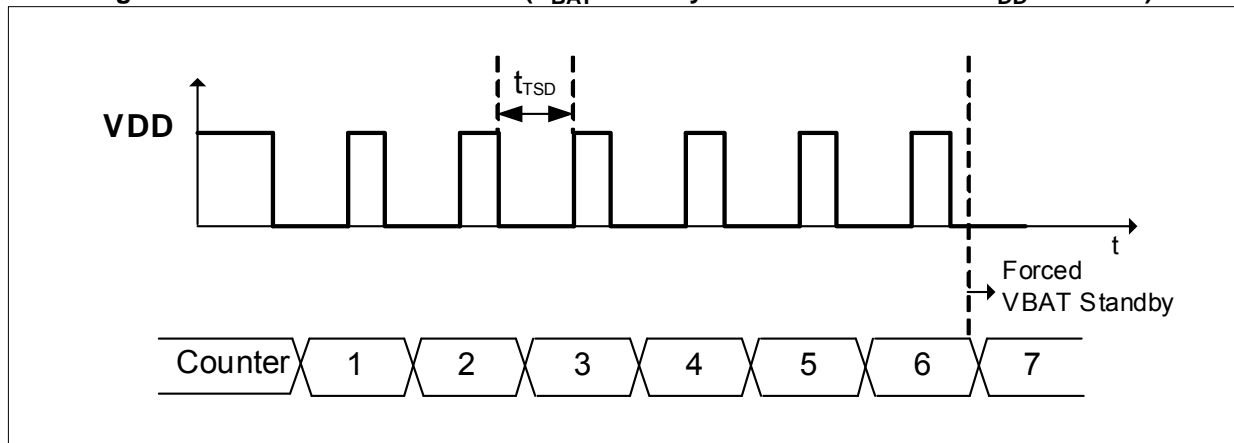 VDD
tTSD
t
Forced
VBAT Standby
Counter 1 2 3 4 5 6 7